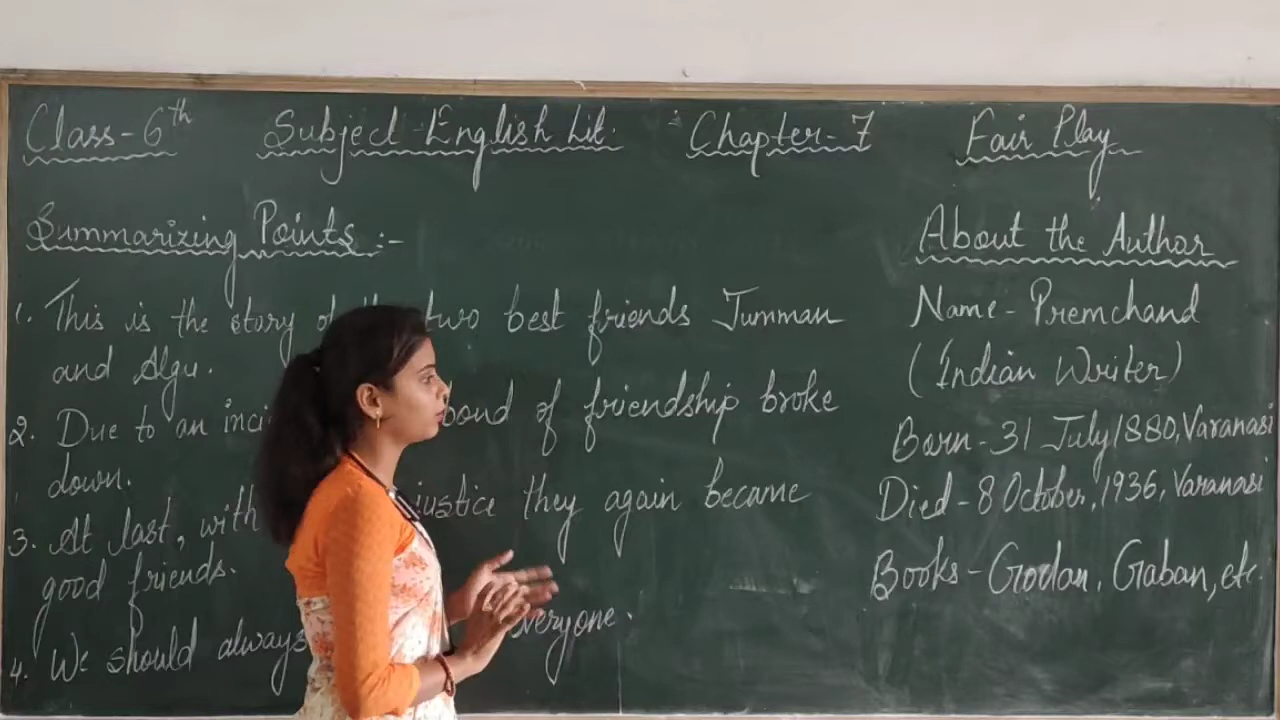 Class-6th Subject-English Lit. Chapter-7 Fair Play
Summarizing Points :-
1. This is the story of two best friends Jumman
and Algu.
2. Due to an bond of friendship broke
down.
3. At last, with justice they again became
good friends.
4. We should always everyone.
About the Author
Name- Premchand
(Indian Writer)
Born-31 July 1880, Varanasi
Died-8 October, 1936, Varanasi
Books-Godan, Gaban, etc.